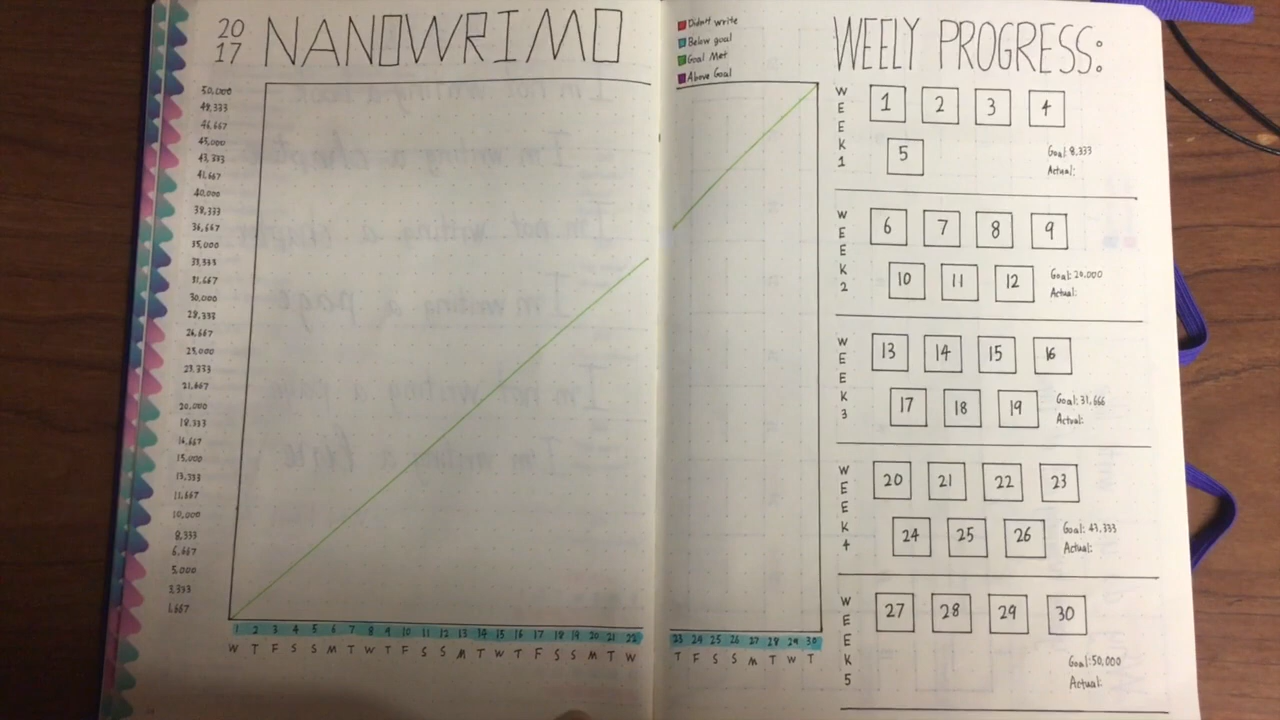 2017
NANOWRIMO
50,000
48,333
46,667
45,000
43,333
41,667
40,000
38,333
36,667
35,000
33,333
31,667
30,000
28,333
26,667
25,000
23,333
21,667
20,000
18,333
16,667
15,000
13,333
11,667
10,000
8,333
6,667
5,000
3,333
1,667
1 2 3 4 5 6 7 8 9 10 11 12 13 14 15 16 17 18 19 20 21 22
W T F S S M T W T F S S M T W T F S S M T W
Didn't write
Below goal
Goal Met
Above Goal
23 24 25 26 27 28 29 30
T F S S M T W T
WEELY PROGRESS:
WEEK 1
1 2 3 4
5
Goal: 8,333
Actual:
WEEK 2
6 7 8 9
10 11 12
Goal: 20,000
Actual:
WEEK 3
13 14 15 16
17 18 19
Goal: 31,666
Actual:
WEEK 4
20 21 22 23
24 25 26
Goal: 43,333
Actual:
WEEK 5
27 28 29 30
Goal: 50,000
Actual: